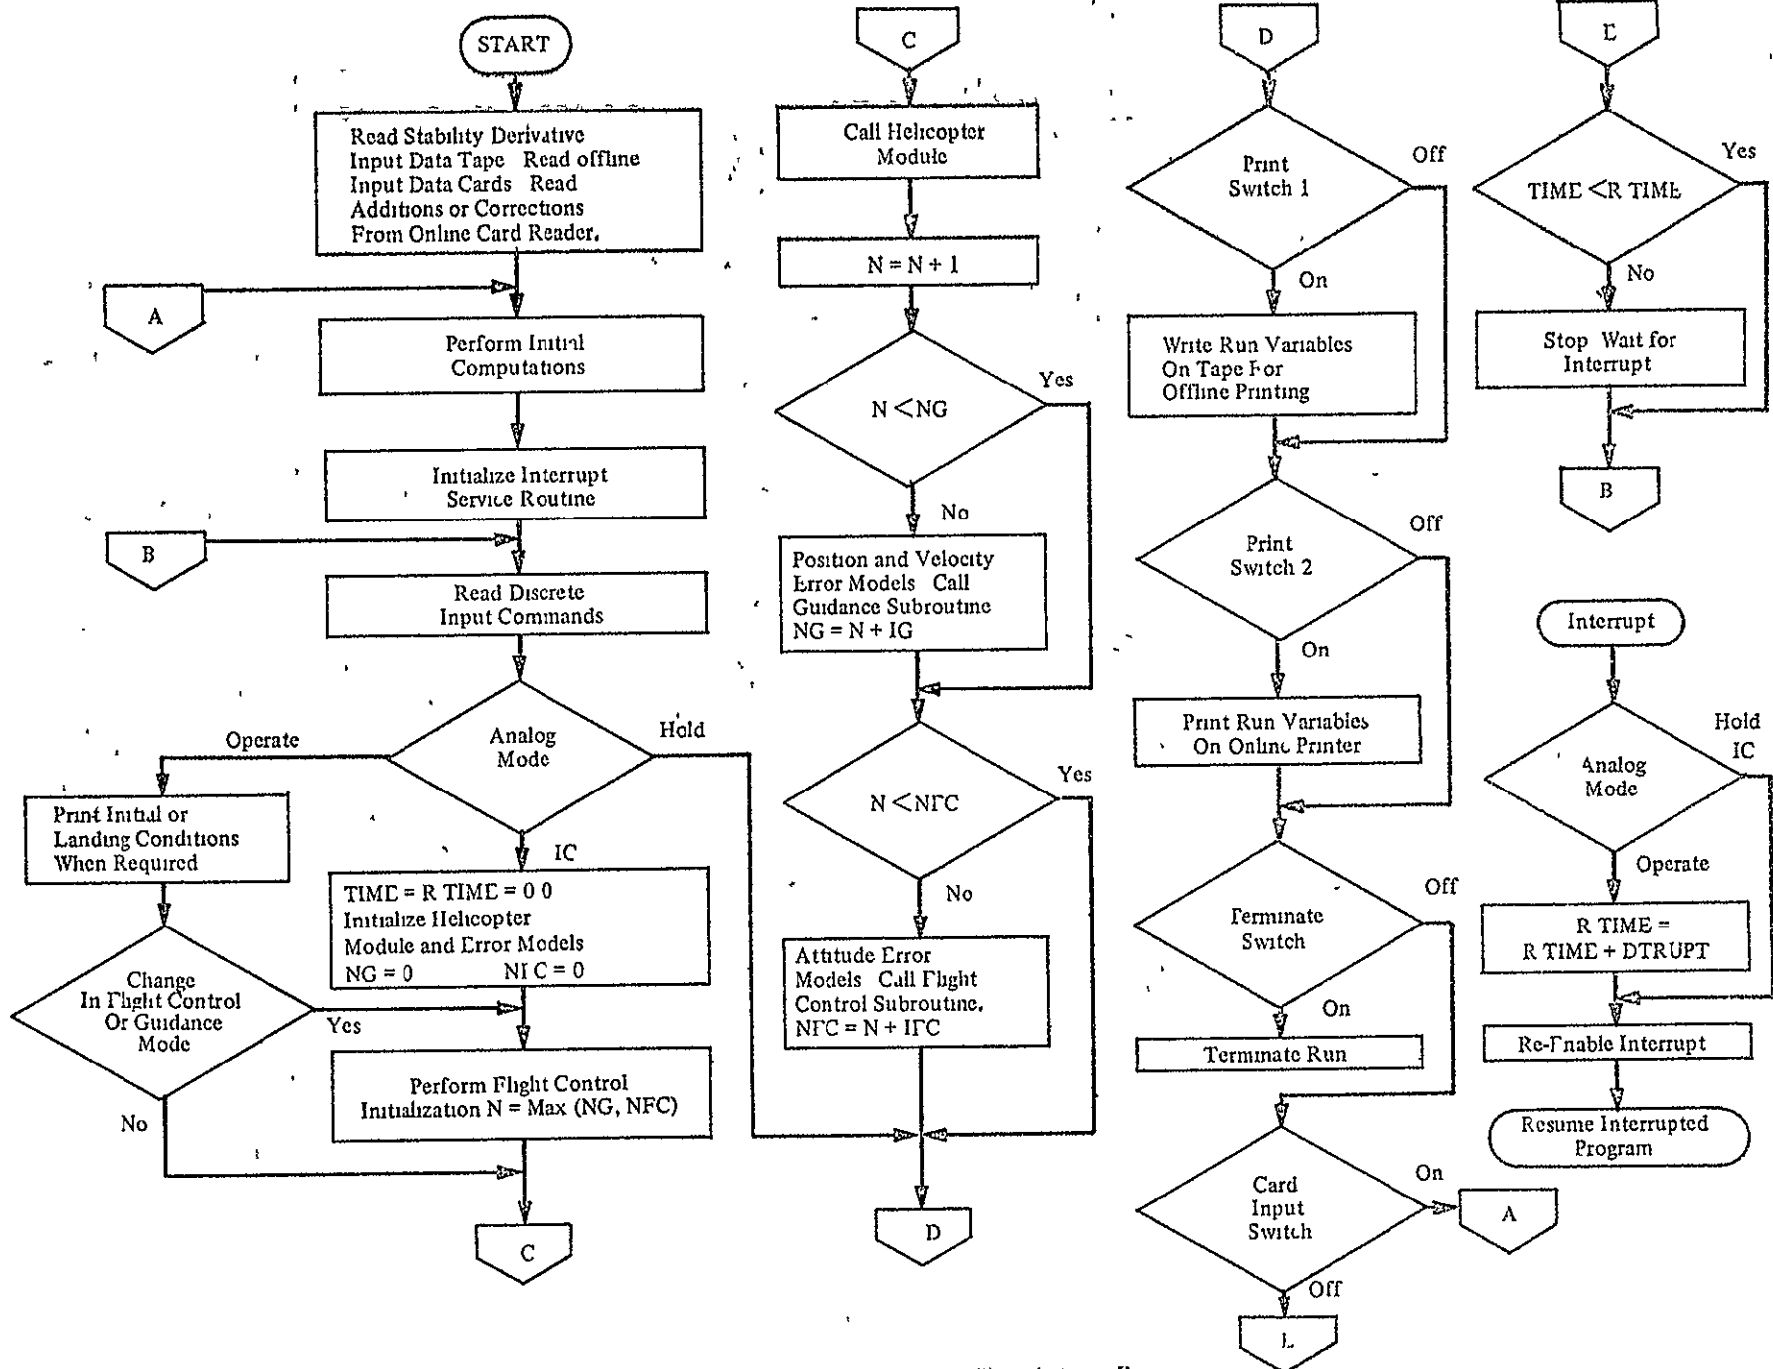 START
Read Stability Derivative
Input Data Tape Read offline
Input Data Cards Read
Additions or Corrections
From Online Card Reader.
A
Perform Initial
Computations
Initialize Interrupt
Service Routine
B
Read Discrete
Input Commands
Analog
Mode
Operate
Hold
IC
Print Initial or
Landing Conditions
When Required
TIME = R TIME = 0 0
Initialize Helicopter
Module and Error Models
NG = 0 NFC = 0
Change
In Flight Control
Or Guidance
Mode
Yes
No
Perform Flight Control
Initialization N = Max (NG, NFC)
C
C
Call Helicopter
Module
N = N + 1
N < NG
Yes
No
Position and Velocity
Error Models Call
Guidance Subroutine
NG = N + IG
N < NFC
Yes
No
Attitude Error
Models Call Flight
Control Subroutine.
NFC = N + IFC
D
D
Print
Switch 1
Off
On
Write Run Variables
On Tape For
Offline Printing
Print
Switch 2
Off
On
Print Run Variables
On Online Printer
Terminate
Switch
Off
On
Terminate Run
Card
Input
Switch
On
A
Off
E
E
TIME < R TIME
Yes
No
Stop Wait for
Interrupt
B
Interrupt
Analog
Mode
Hold
IC
Operate
R TIME =
R TIME + DTRUPT
Re-Enable Interrupt
Resume Interrupted
Program